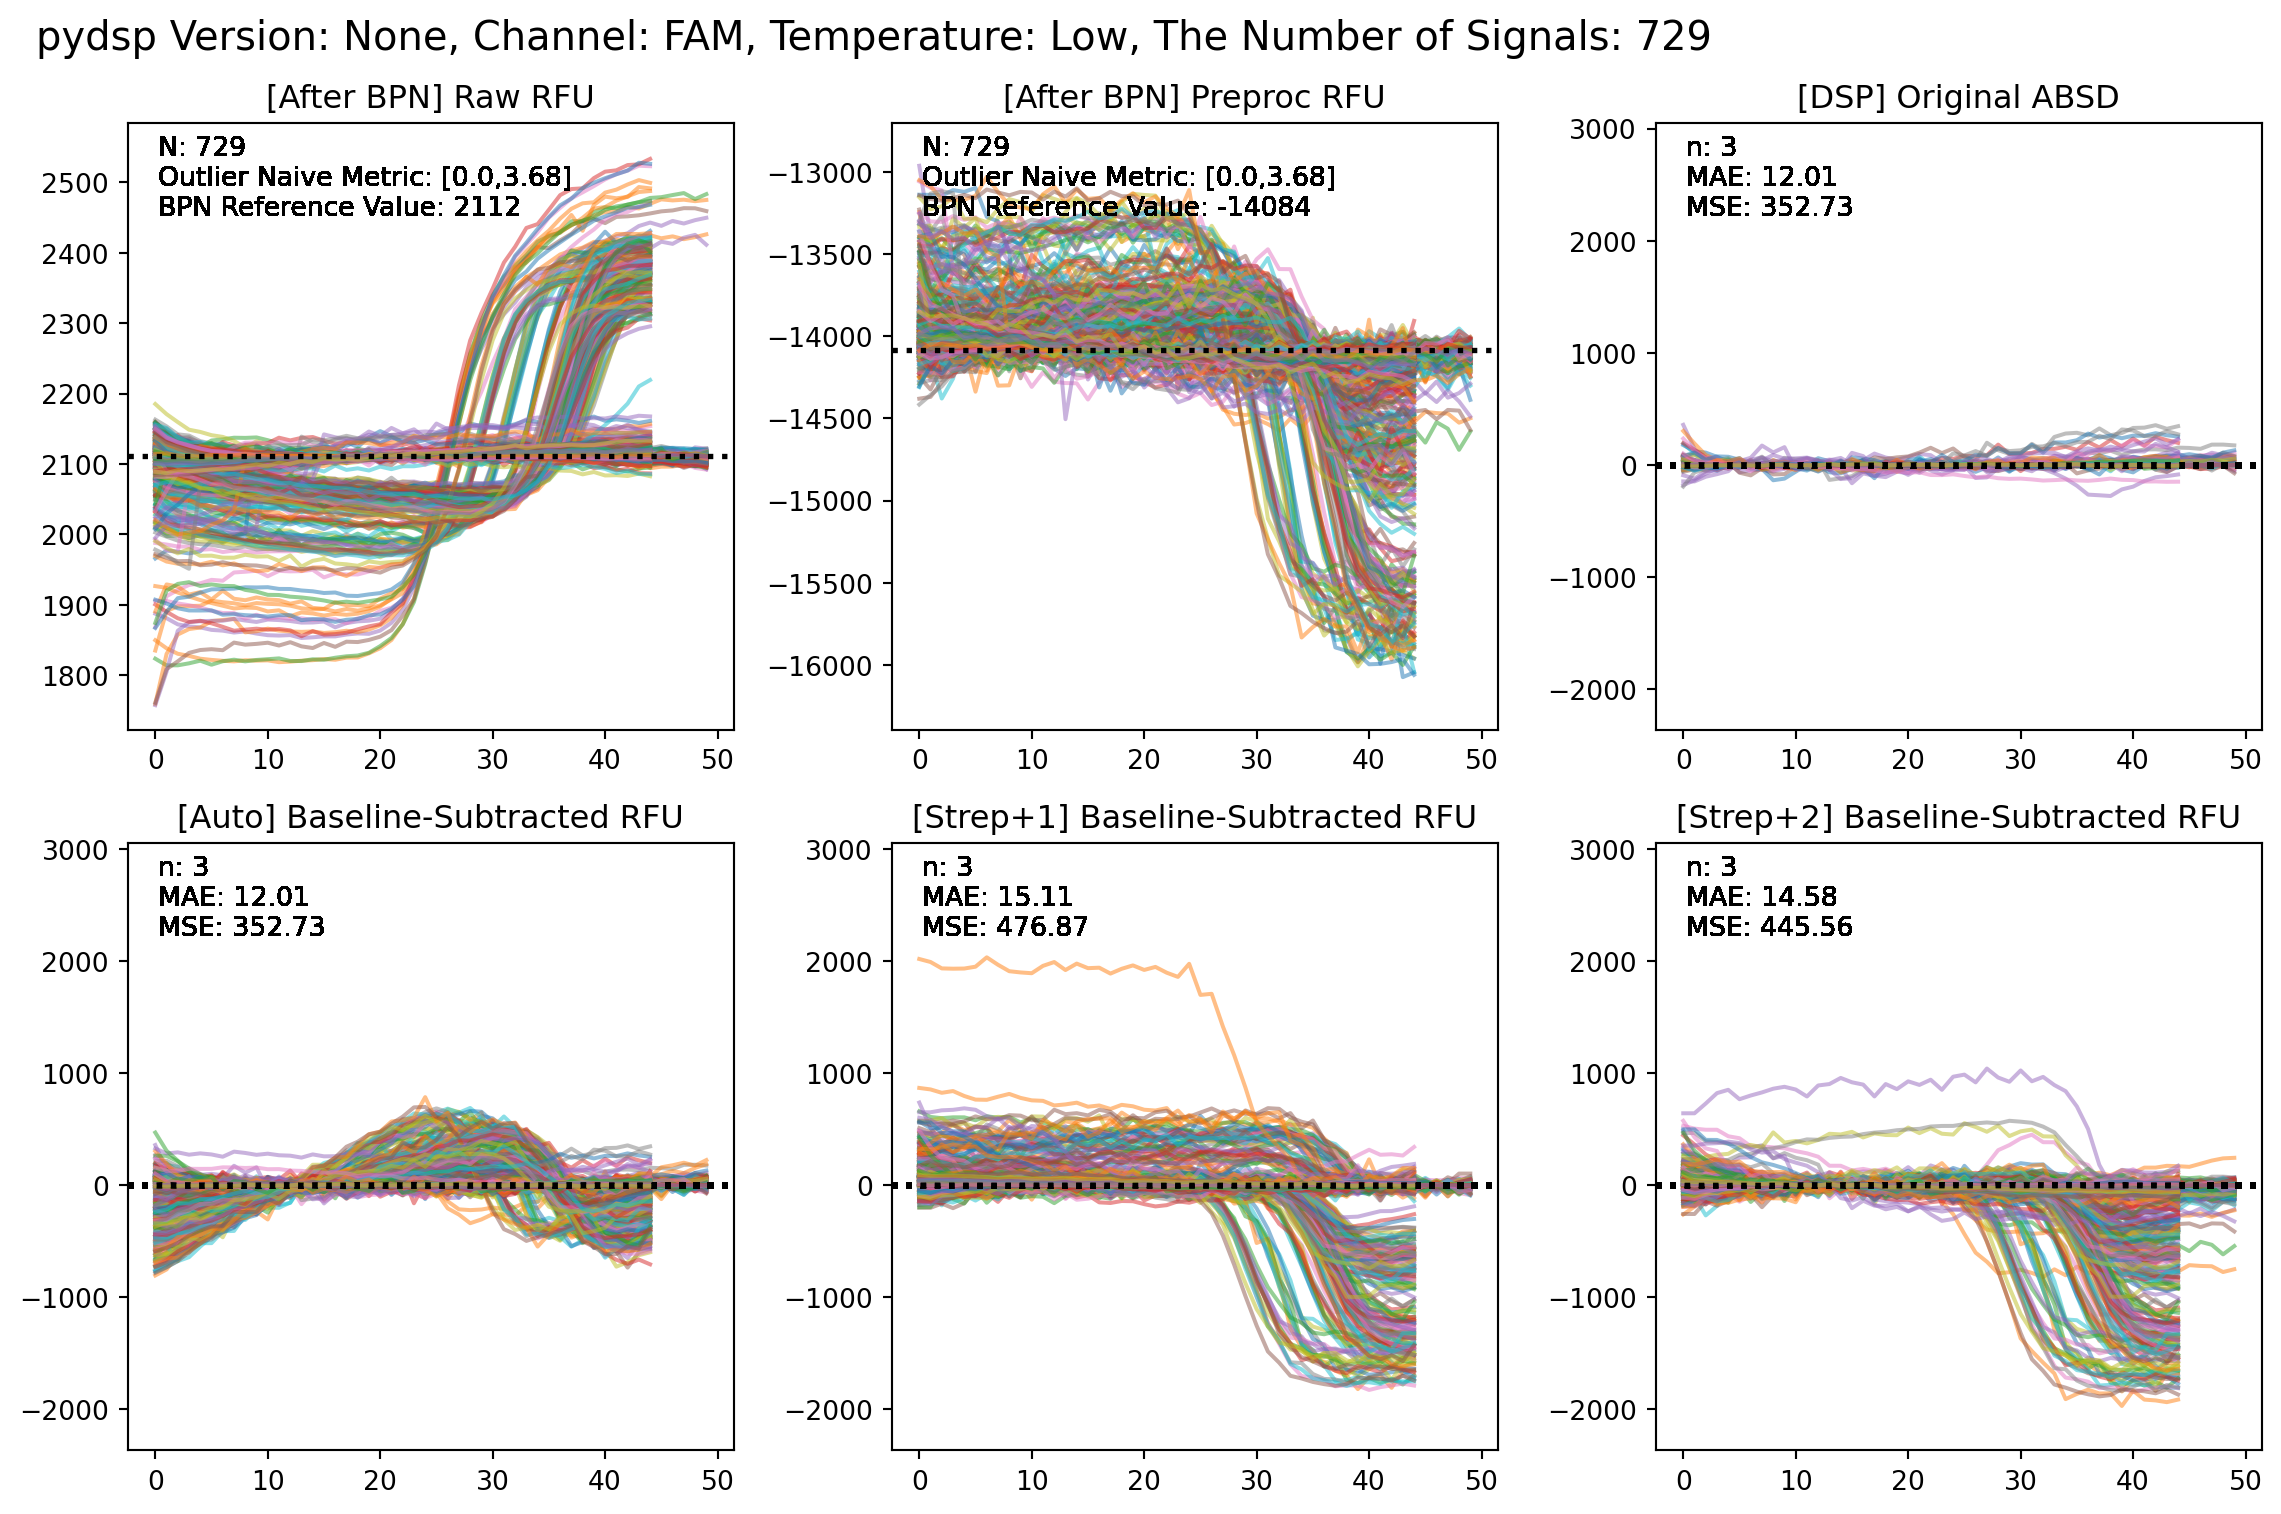 pydsp Version: None, Channel: FAM, Temperature: Low, The Number of Signals: 729
[After BPN] Raw RFU
N: 729
Outlier Naive Metric: [0.0,3.68]
BPN Reference Value: 2112
2500
2400
2300
2200
2100
2000
1900
1800
0 10 20 30 40 50
[After BPN] Preproc RFU
N: 729
Outlier Naive Metric: [0.0,3.68]
BPN Reference Value: -14084
−13000
−13500
−14000
−14500
−15000
−15500
−16000
0 10 20 30 40 50
[DSP] Original ABSD
n: 3
MAE: 12.01
MSE: 352.73
3000
2000
1000
0
−1000
−2000
0 10 20 30 40 50
[Auto] Baseline-Subtracted RFU
n: 3
MAE: 12.01
MSE: 352.73
3000
2000
1000
0
−1000
−2000
0 10 20 30 40 50
[Strep+1] Baseline-Subtracted RFU
n: 3
MAE: 15.11
MSE: 476.87
3000
2000
1000
0
−1000
−2000
0 10 20 30 40 50
[Strep+2] Baseline-Subtracted RFU
n: 3
MAE: 14.58
MSE: 445.56
3000
2000
1000
0
−1000
−2000
0 10 20 30 40 50